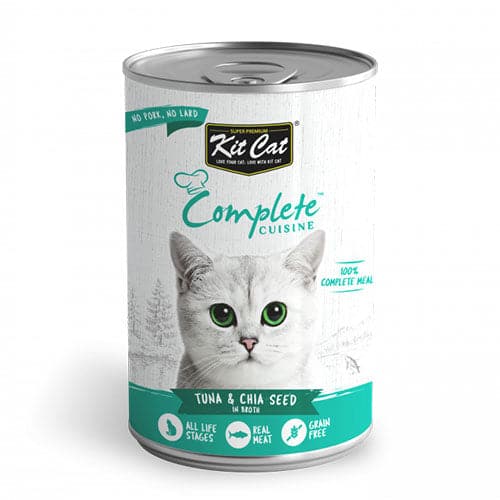 NO PORK, NO LARD
SUPER PREMIUM
Kit Cat®
LOVE YOUR CAT; LOVE WITH KIT CAT
Complete™
CUISINE
100%
COMPLETE MEAL
TUNA & CHIA SEED
IN BROTH
ALL LIFE
STAGES
REAL
MEAT
GRAIN
FREE